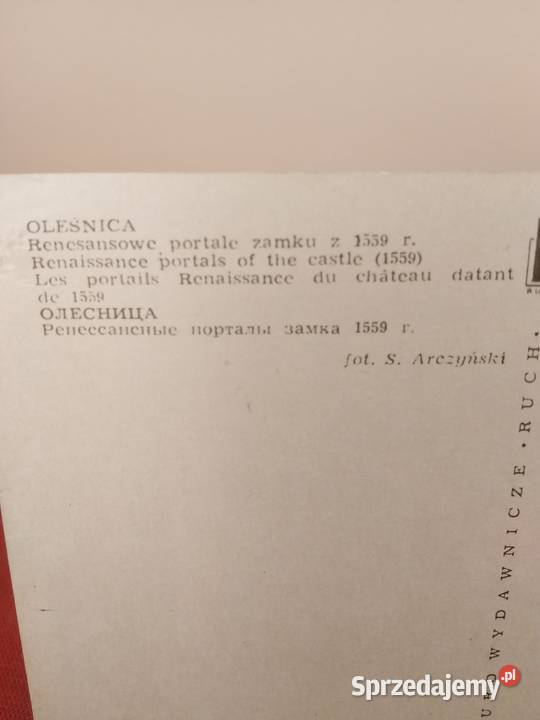 OLEŚNICA
Renesansowe portale zamku z 1559 r.
Renaissance portals of the castle (1559)
Les portails Renaissance du château datant
de 1559
ОЛЕСНИЦА
Ренессансные порталы замка 1559 г.
fot. S. Arczyński
WYDAWNICZE • RUCH •
Sprzedajemy.pl